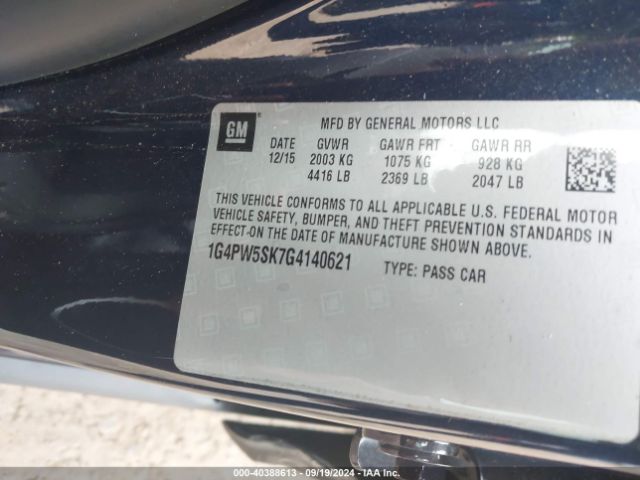 GM
MFD BY GENERAL MOTORS LLC
DATE GVWR GAWR FRT GAWR RR
12/15 2003 KG 1075 KG 928 KG
4416 LB 2369 LB 2047 LB
THIS VEHICLE CONFORMS TO ALL APPLICABLE U.S. FEDERAL MOTOR
VEHICLE SAFETY, BUMPER, AND THEFT PREVENTION STANDARDS IN
EFFECT ON THE DATE OF MANUFACTURE SHOWN ABOVE.
1G4PW5SK7G4140621 TYPE: PASS CAR
000-40388613 - 09/19/2024 - IAA Inc.